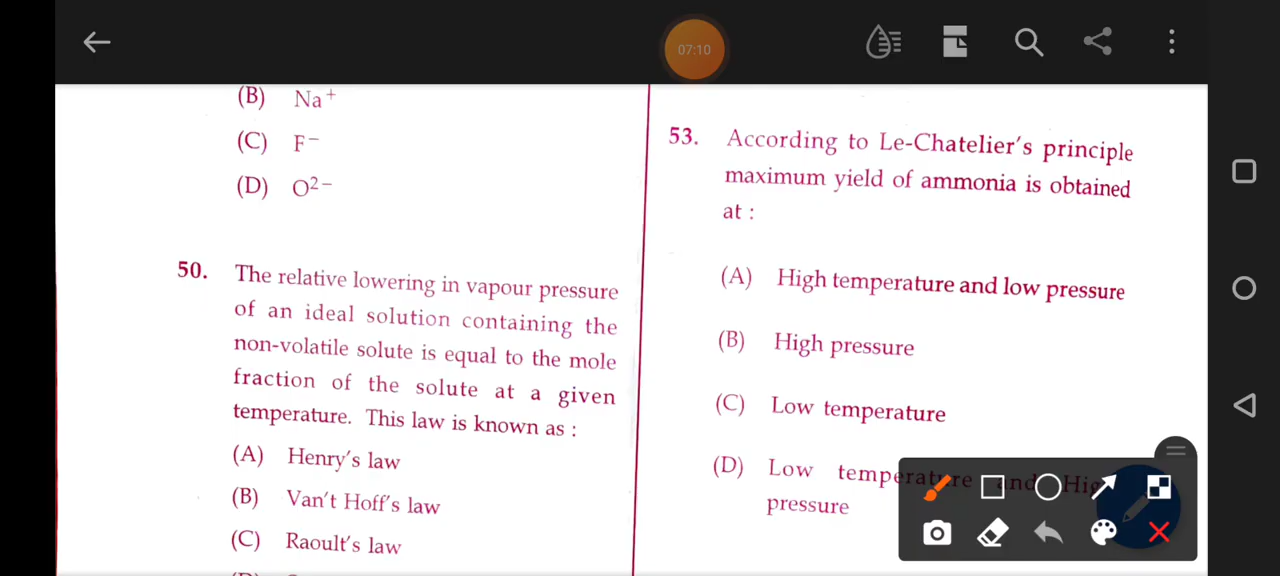 07:10
(B) Na+
(C) F−
(D) O2−
50. The relative lowering in vapour pressure
of an ideal solution containing the
non-volatile solute is equal to the mole
fraction of the solute at a given
temperature. This law is known as :
(A) Henry's law
(B) Van't Hoff's law
(C) Raoult's law
53. According to Le-Chatelier's principle
maximum yield of ammonia is obtained
at :
(A) High temperature and low pressure
(B) High pressure
(C) Low temperature
(D) Low temperature and High
pressure